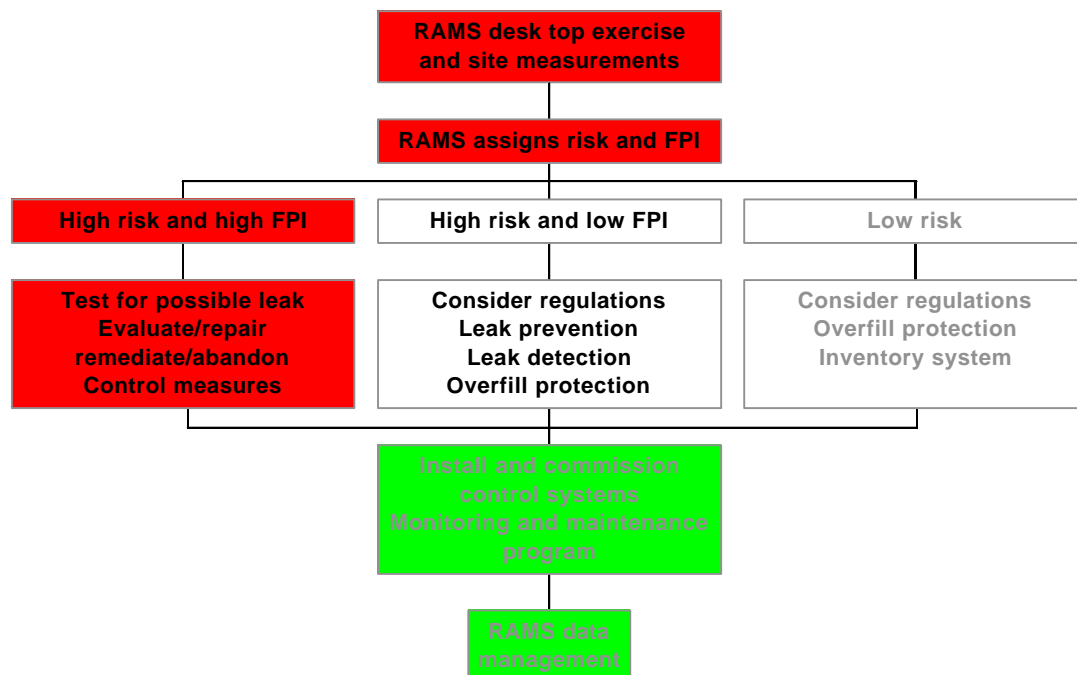 RAMS desk top exercise
and site measurements
RAMS assigns risk and FPI
High risk and high FPI
High risk and low FPI
Low risk
Test for possible leak
Evaluate/repair
remediate/abandon
Control measures
Consider regulations
Leak prevention
Leak detection
Overfill protection
Consider regulations
Overfill protection
Inventory system
Install and commission
control systems
Monitoring and maintenance
program
RAMS data
management